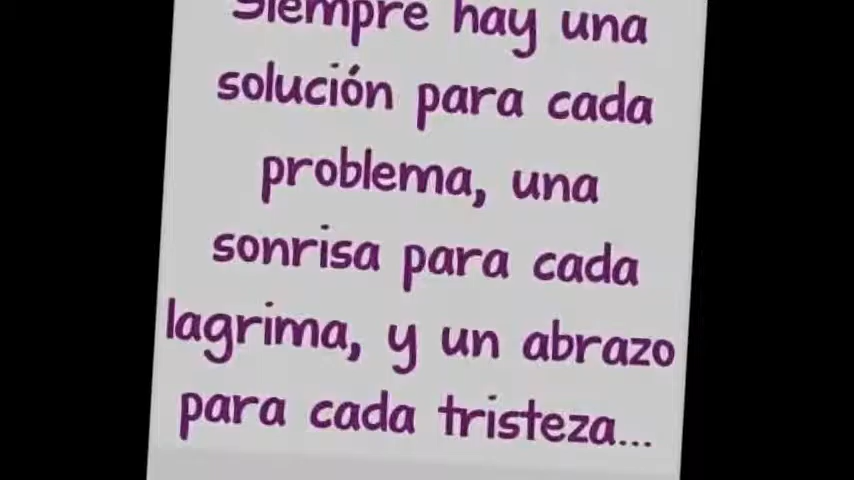 Siempre hay una
solución para cada
problema, una
sonrisa para cada
lagrima, y un abrazo
para cada tristeza...